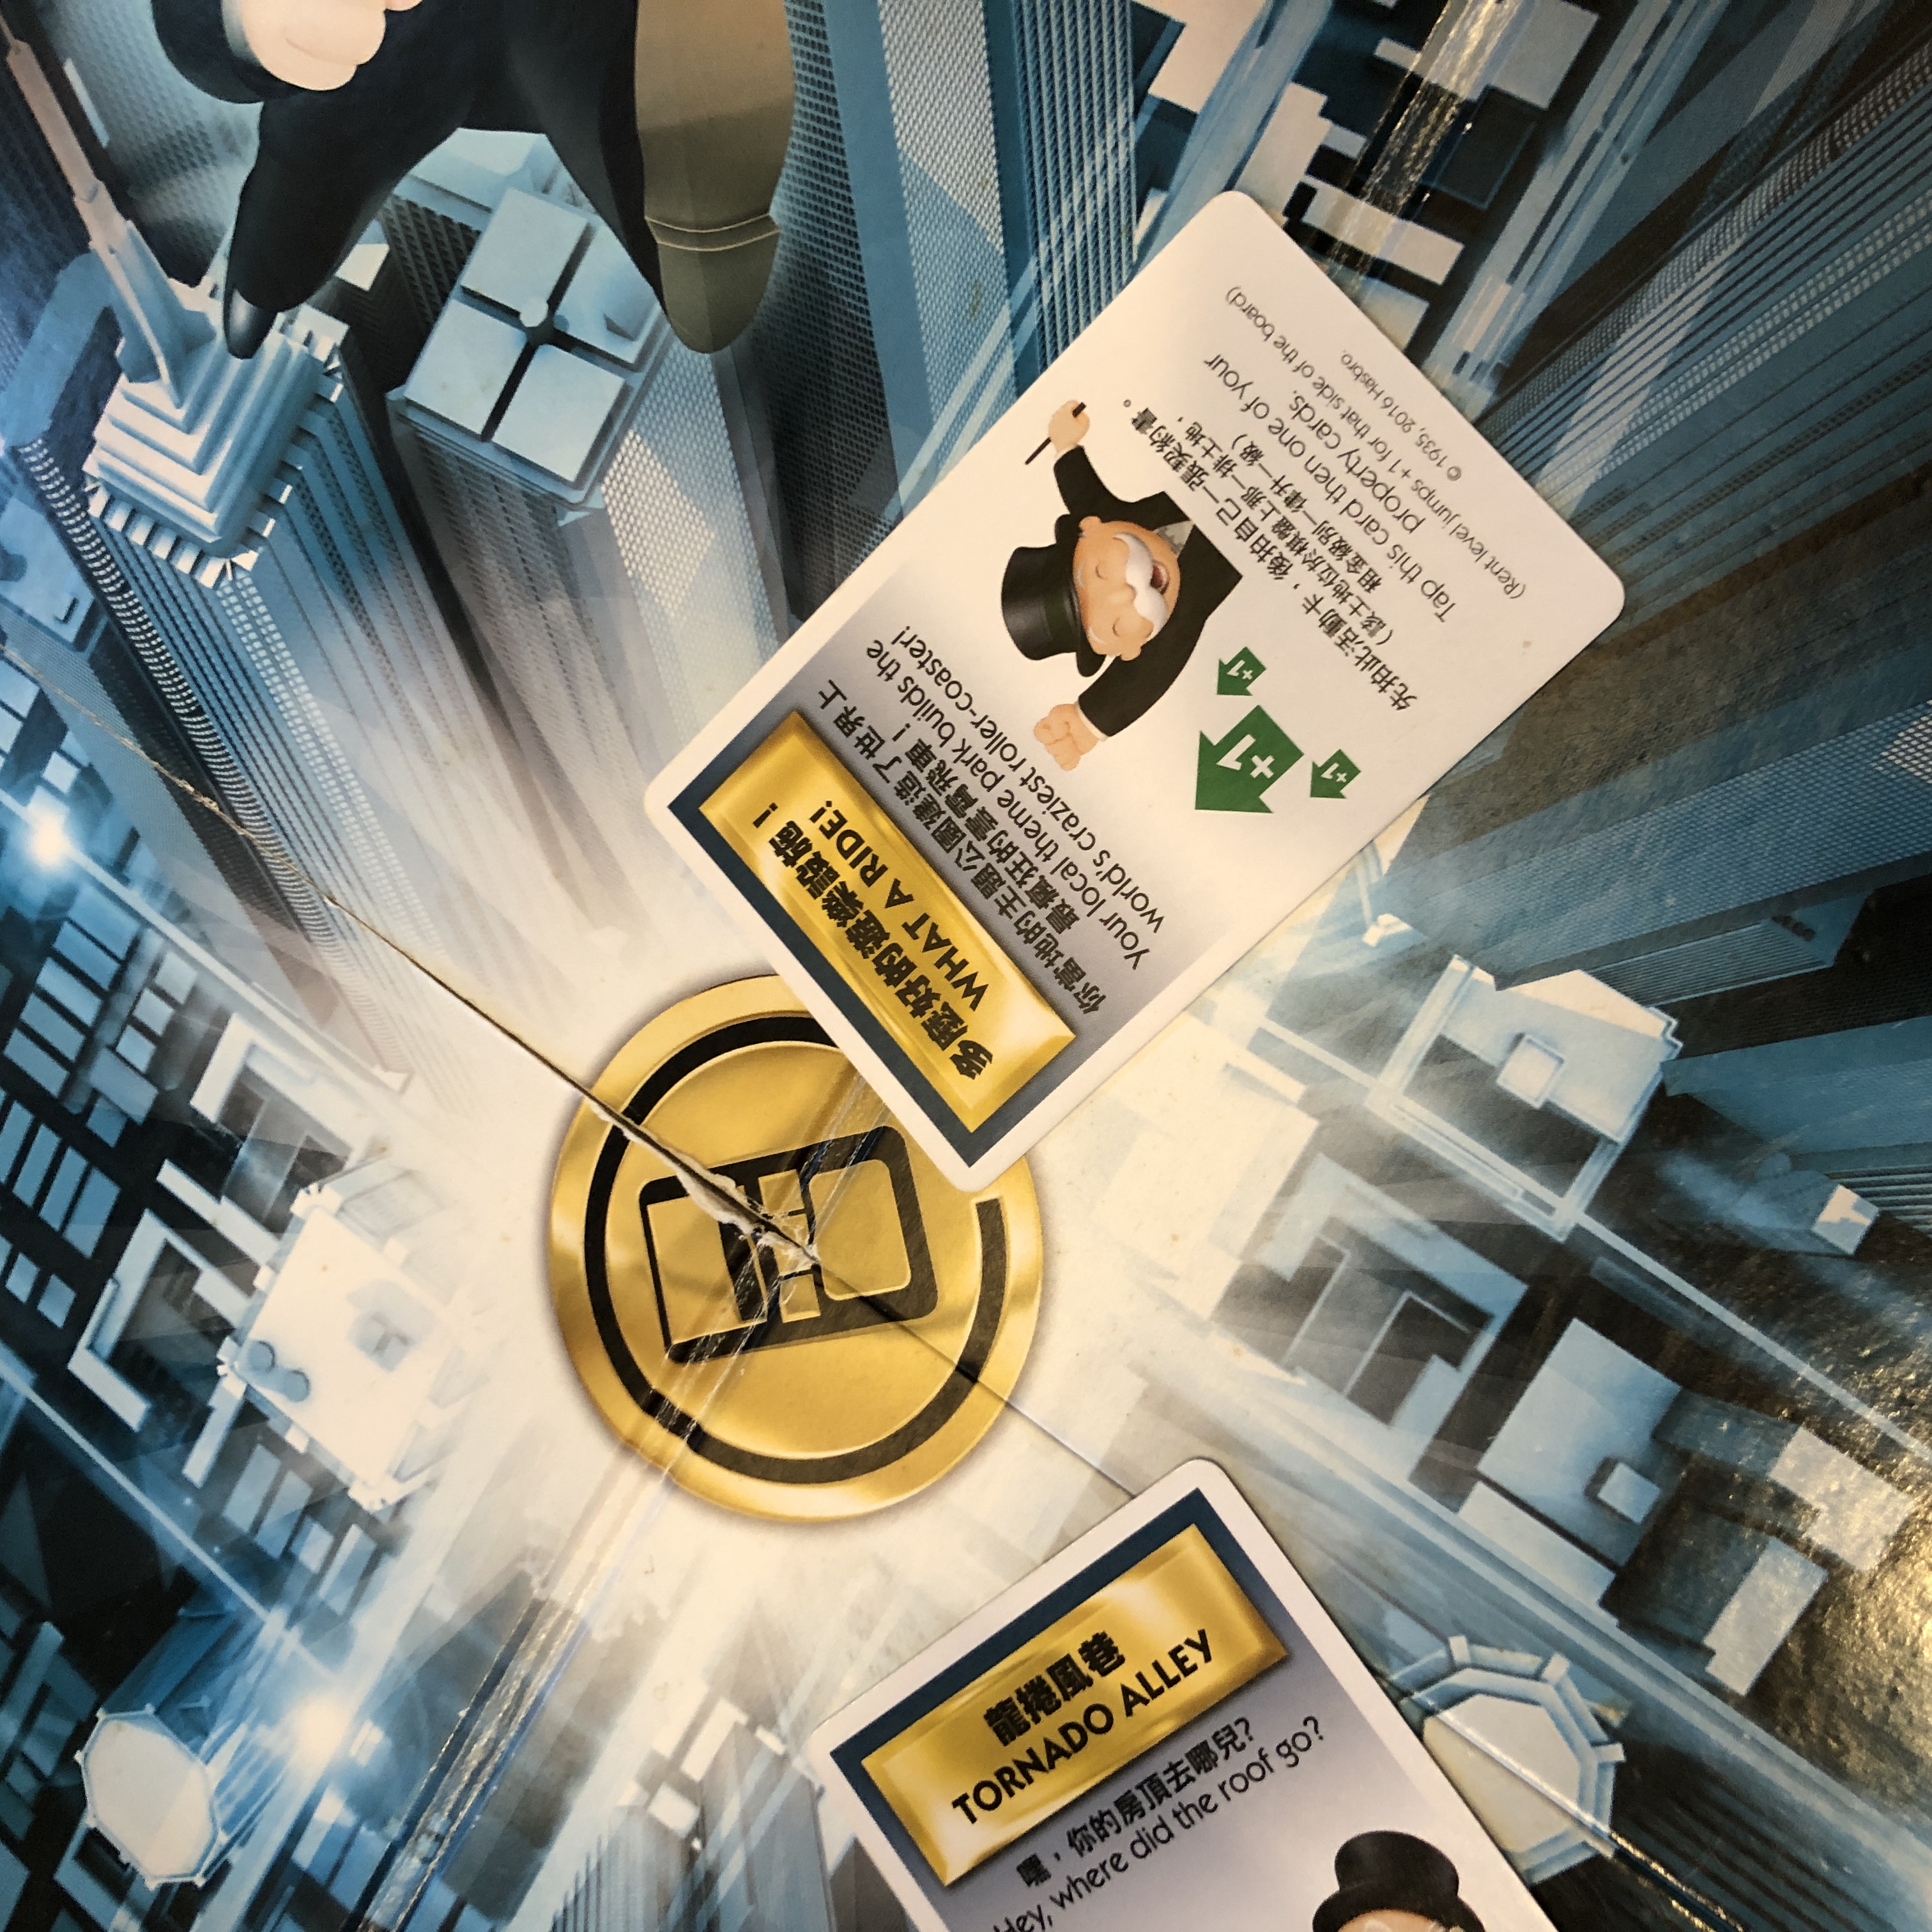 龍捲風巷
TORNADO ALLEY
嘿，你的房頂去哪兒？
Hey, where did the roof go?
多麼好的遊樂設施！
WHAT A RIDE!
你當地的主題公園建造了世界上
最瘋狂的雲霄飛車！
Your local theme park builds the
world's craziest roller-coaster!
+1
+1
+1
先拍此活動卡，後拍自己一張契約書。
（該土地位於棋盤上那一排土地，
租金級別一律升一級）
Tap this card then one of your
property cards.
(Rent level jumps +1 for that side of the board)
© 1935, 2016 Hasbro.